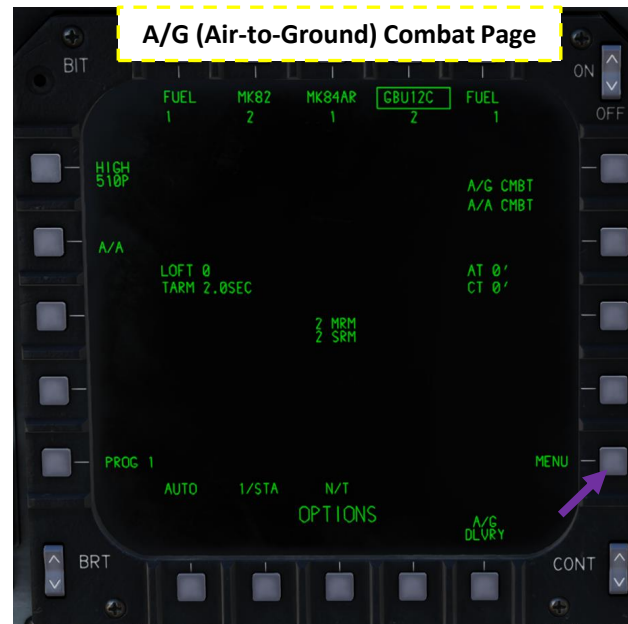 A/G (Air-to-Ground) Combat Page
BIT
ON
OFF
FUEL MK82 MK84AR GBU12C FUEL
1 2 1 2 1
HIGH
510P
A/G CMBT
A/A CMBT
A/A
LOFT 0
TARM 2.0SEC
AT 0'
CT 0'
2 MRM
2 SRM
PROG 1
MENU
AUTO 1/STA N/T
OPTIONS
A/G
DLVRY
BRT
CONT